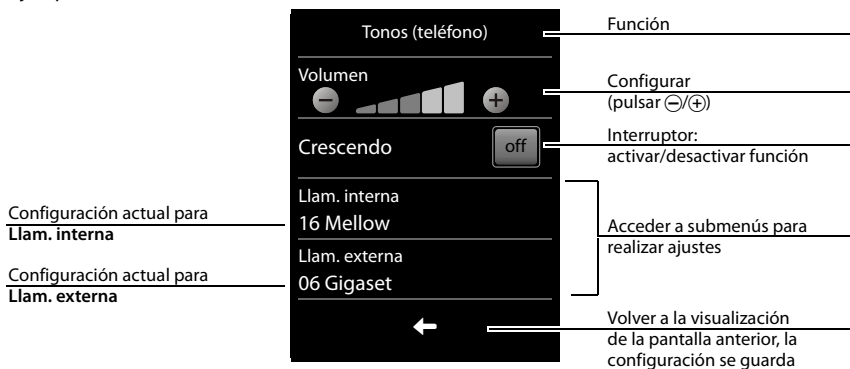 Tonos (teléfono)
Función
Volumen
Configurar
(pulsar ⊖/⊕)
Crescendo
off
Interruptor:
activar/desactivar función
Configuración actual para
Llam. interna
Llam. interna
16 Mellow
Acceder a submenús para
realizar ajustes
Configuración actual para
Llam. externa
Llam. externa
06 Gigaset
Volver a la visualización
de la pantalla anterior, la
configuración se guarda